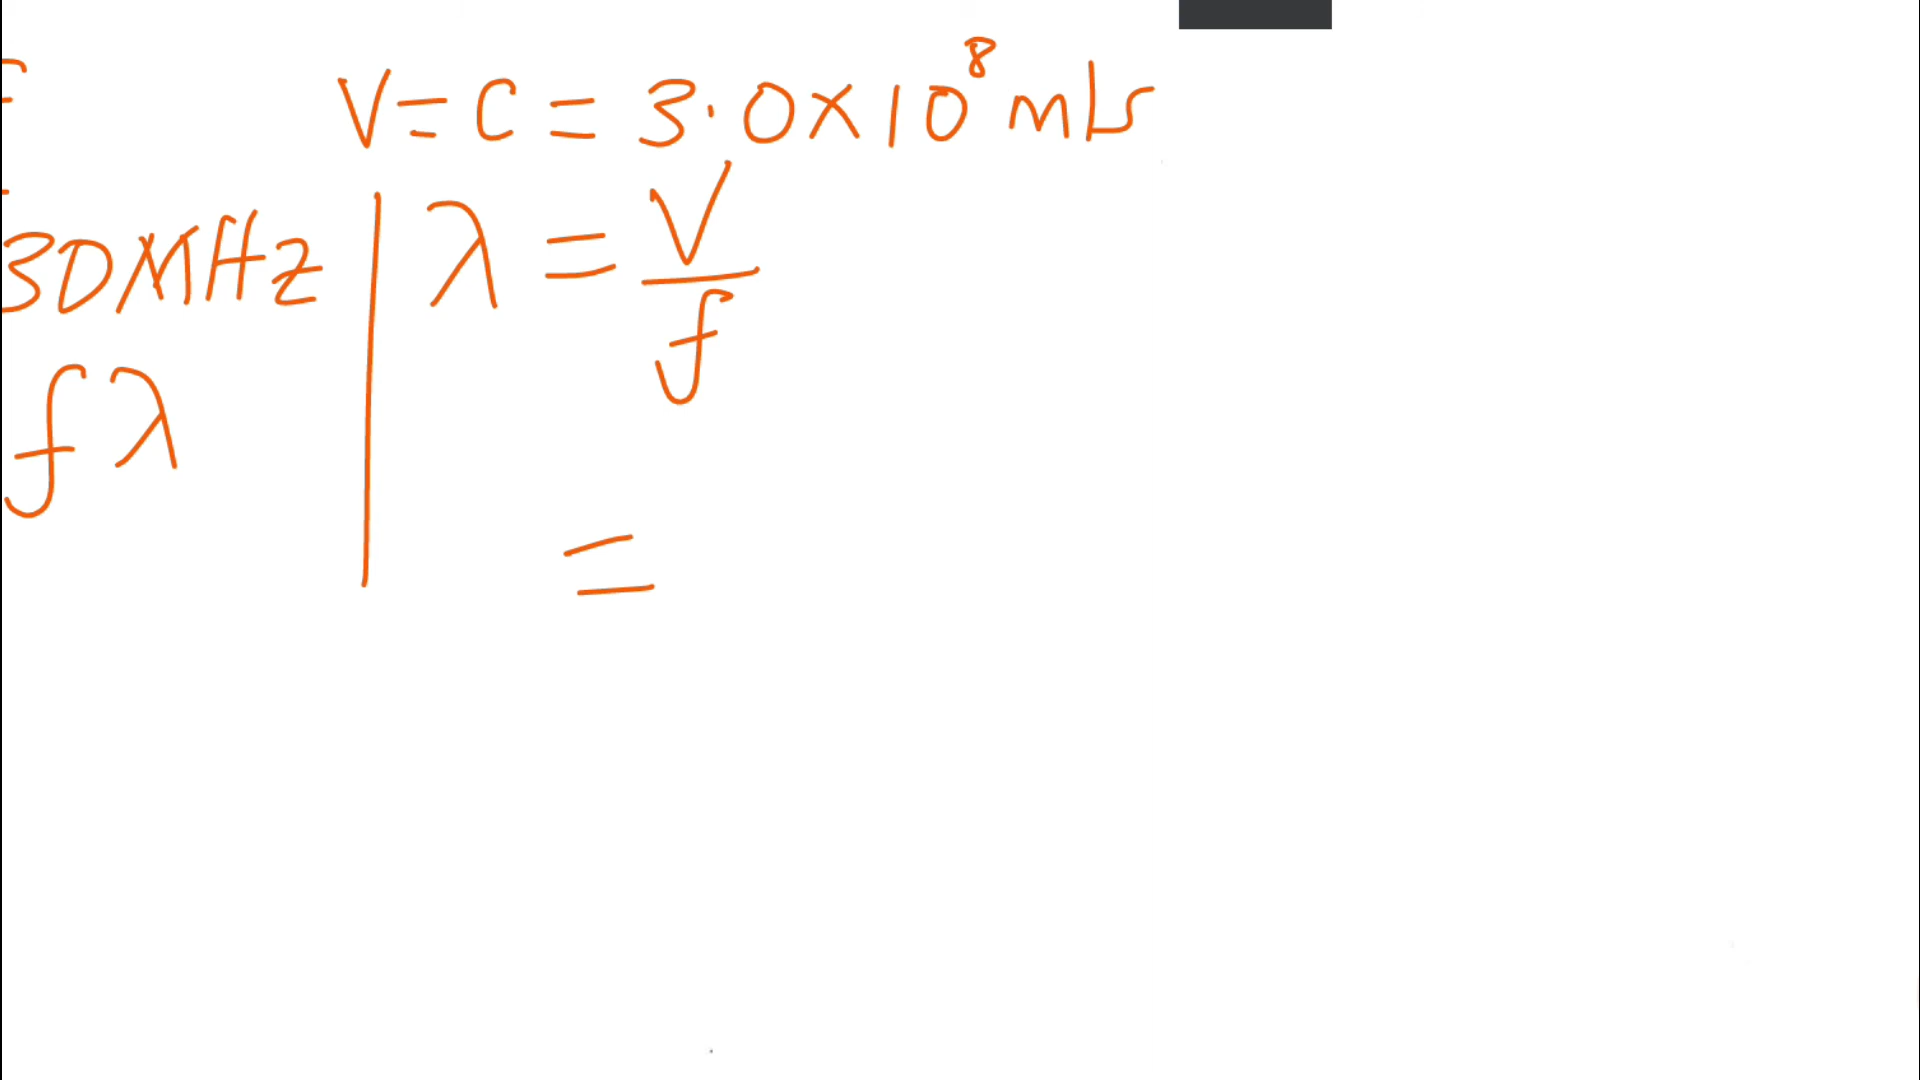 V = C = 3.0 × 10⁸ m/s
30MHz
λ = V/f
fλ
=